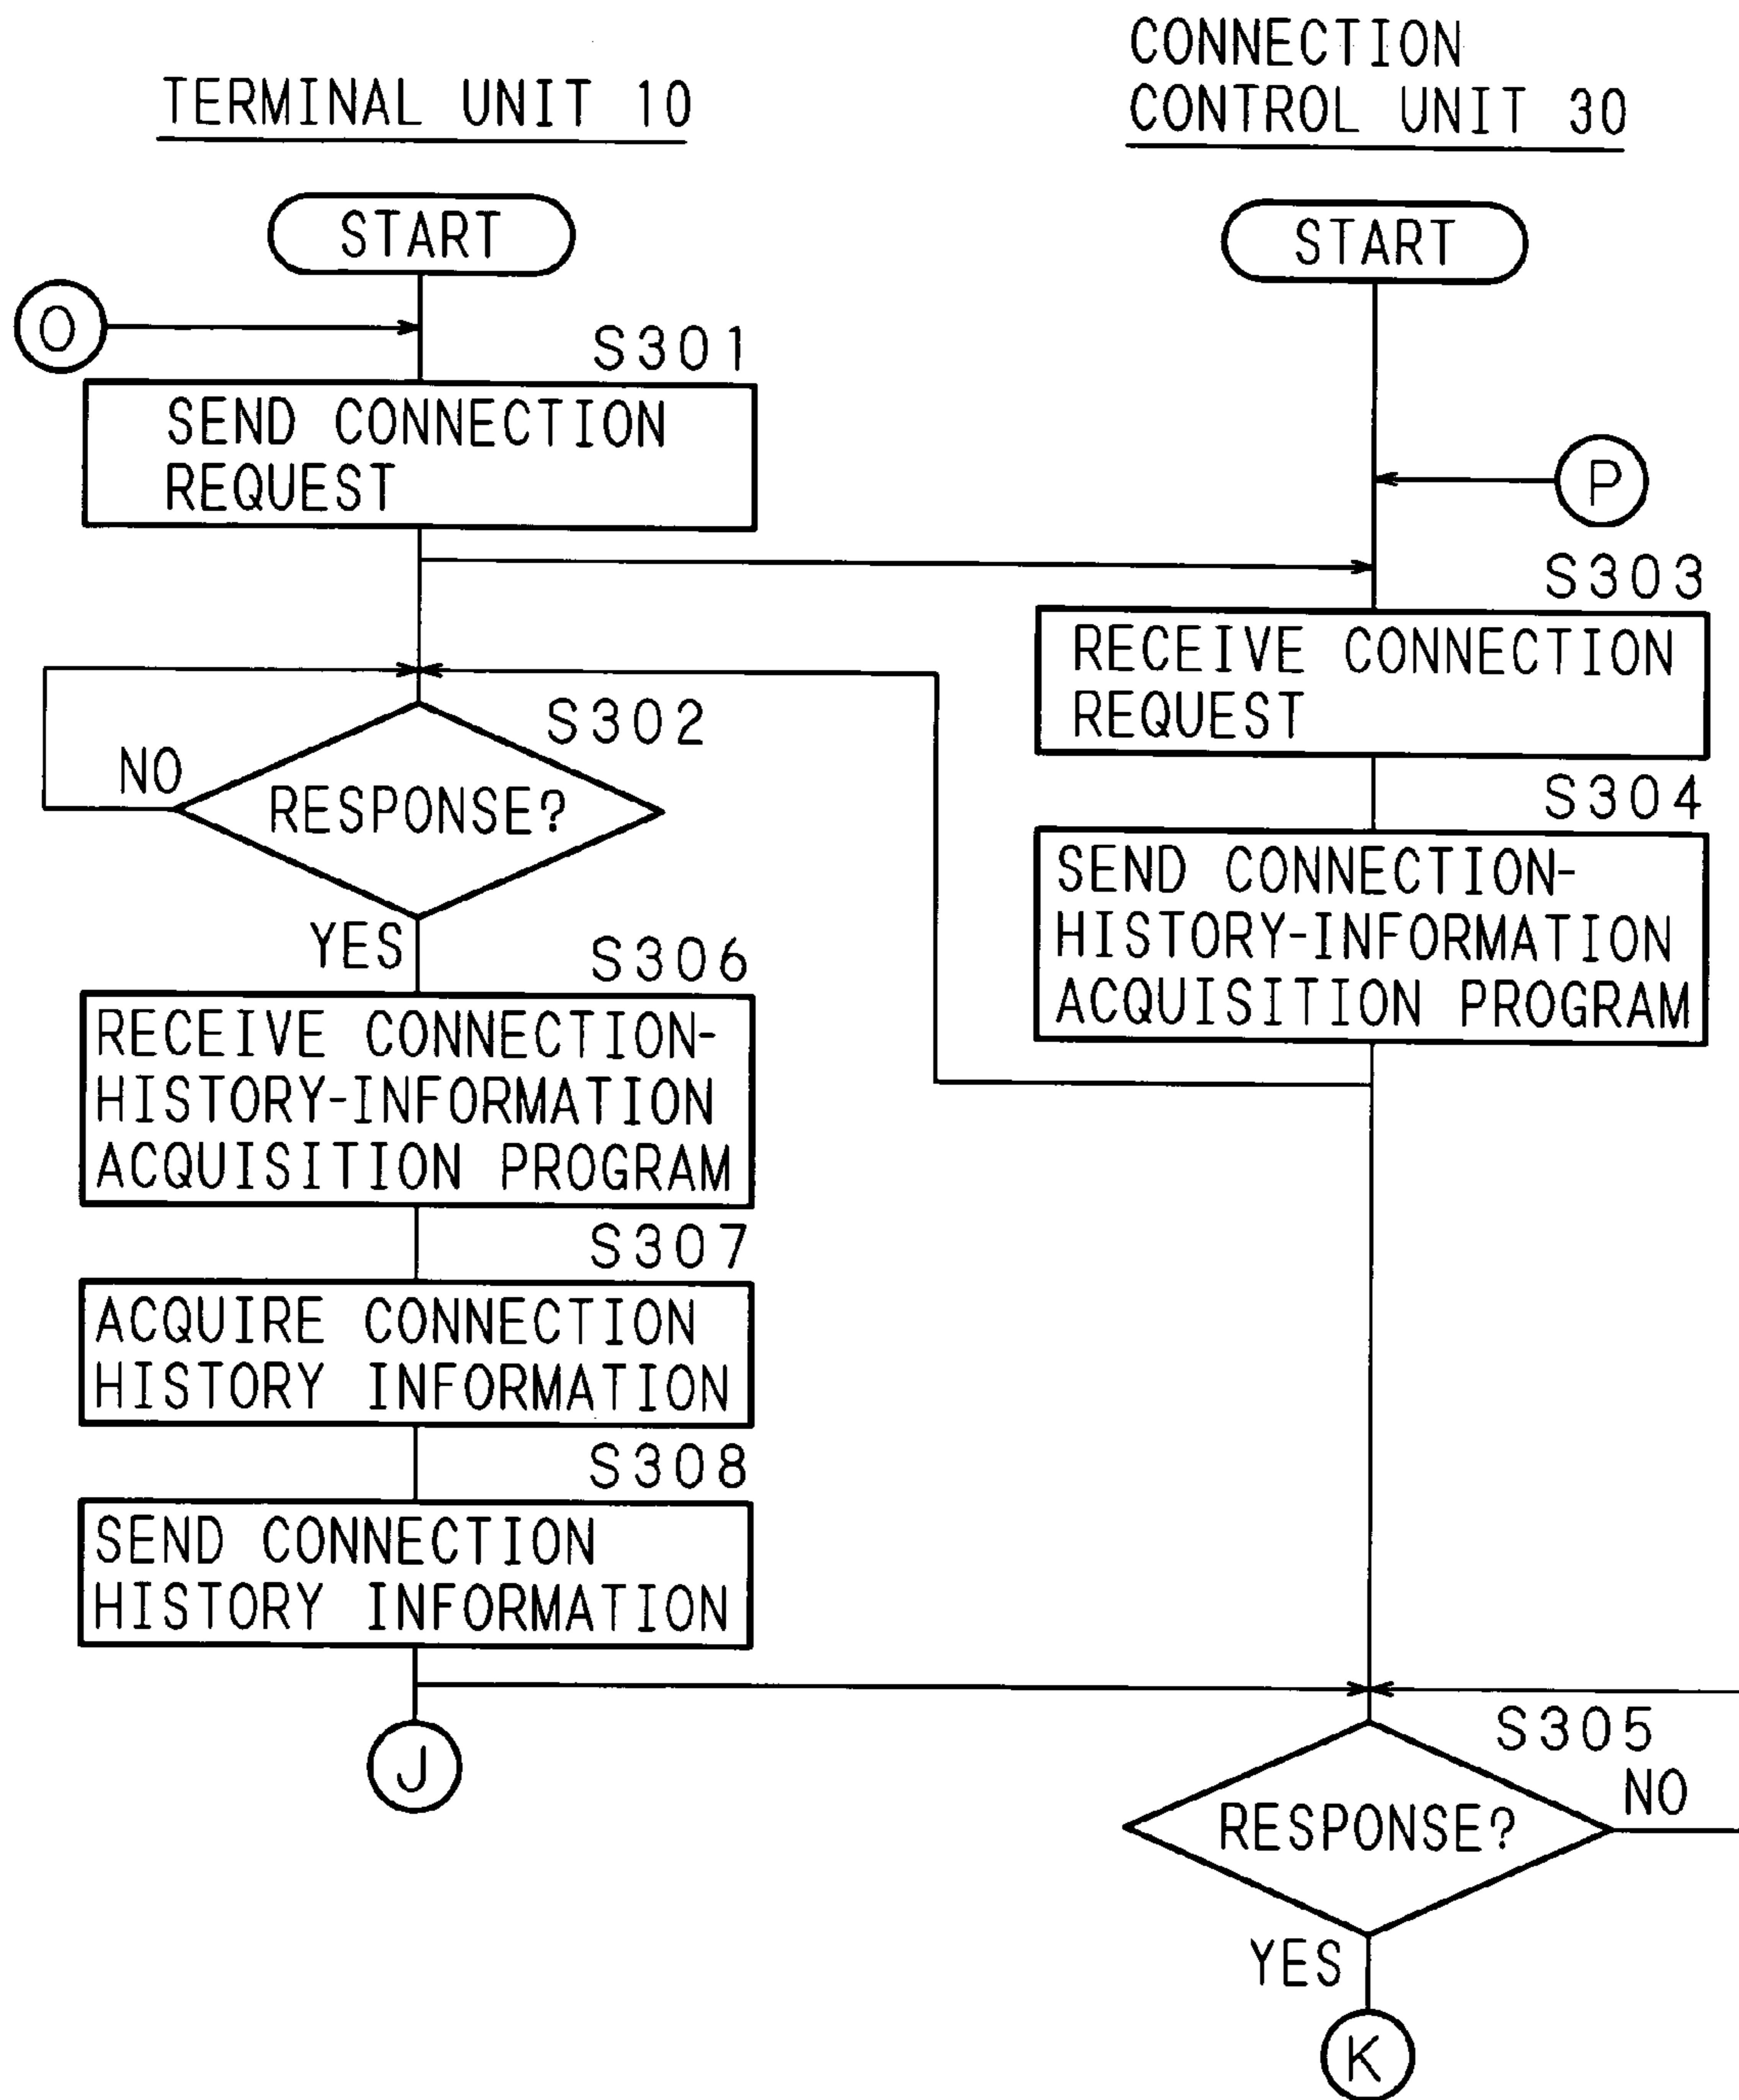 TERMINAL UNIT 10
START
O
S301
SEND CONNECTION
REQUEST
S302
NO
RESPONSE?
YES
S306
RECEIVE CONNECTION-
HISTORY-INFORMATION
ACQUISITION PROGRAM
S307
ACQUIRE CONNECTION
HISTORY INFORMATION
S308
SEND CONNECTION
HISTORY INFORMATION
J
CONNECTION
CONTROL UNIT 30
START
P
S303
RECEIVE CONNECTION
REQUEST
S304
SEND CONNECTION-
HISTORY-INFORMATION
ACQUISITION PROGRAM
S305
NO
RESPONSE?
YES
K